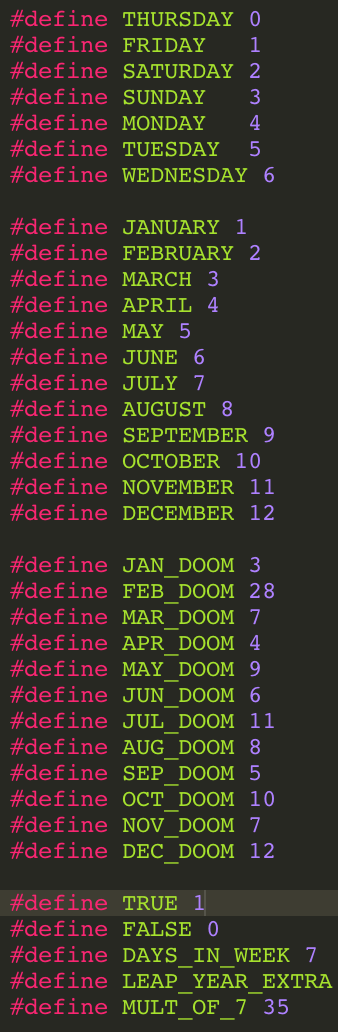 #define THURSDAY 0
#define FRIDAY 1
#define SATURDAY 2
#define SUNDAY 3
#define MONDAY 4
#define TUESDAY 5
#define WEDNESDAY 6
#define JANUARY 1
#define FEBRUARY 2
#define MARCH 3
#define APRIL 4
#define MAY 5
#define JUNE 6
#define JULY 7
#define AUGUST 8
#define SEPTEMBER 9
#define OCTOBER 10
#define NOVEMBER 11
#define DECEMBER 12
#define JAN_DOOM 3
#define FEB_DOOM 28
#define MAR_DOOM 7
#define APR_DOOM 4
#define MAY_DOOM 9
#define JUN_DOOM 6
#define JUL_DOOM 11
#define AUG_DOOM 8
#define SEP_DOOM 5
#define OCT_DOOM 10
#define NOV_DOOM 7
#define DEC_DOOM 12
#define TRUE 1
#define FALSE 0
#define DAYS_IN_WEEK 7
#define LEAP_YEAR_EXTRA
#define MULT_OF_7 35